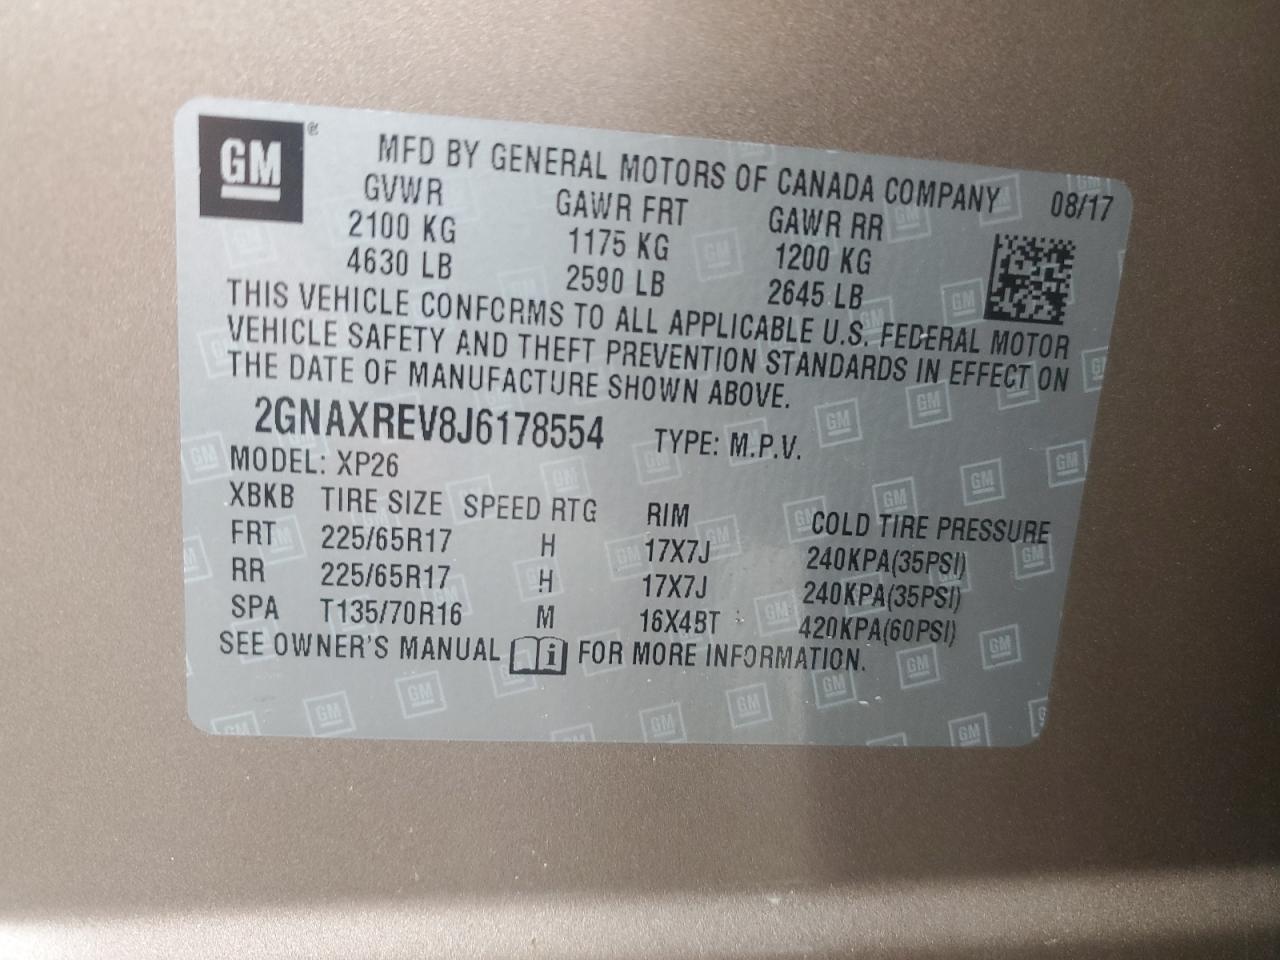 GM®
MFD BY GENERAL MOTORS OF CANADA COMPANY
08/17
GVWR GAWR FRT GAWR RR
2100 KG 1175 KG 1200 KG
4630 LB 2590 LB 2645 LB
THIS VEHICLE CONFORMS TO ALL APPLICABLE U.S. FEDERAL MOTOR
VEHICLE SAFETY AND THEFT PREVENTION STANDARDS IN EFFECT ON
THE DATE OF MANUFACTURE SHOWN ABOVE.
2GNAXREV8J6178554 TYPE: M.P.V.
MODEL: XP26
XBKB TIRE SIZE SPEED RTG RIM COLD TIRE PRESSURE
FRT 225/65R17 H 17X7J 240KPA(35PSI)
RR 225/65R17 H 17X7J 240KPA(35PSI)
SPA T135/70R16 M 16X4BT 420KPA(60PSI)
SEE OWNER'S MANUAL i FOR MORE INFORMATION.